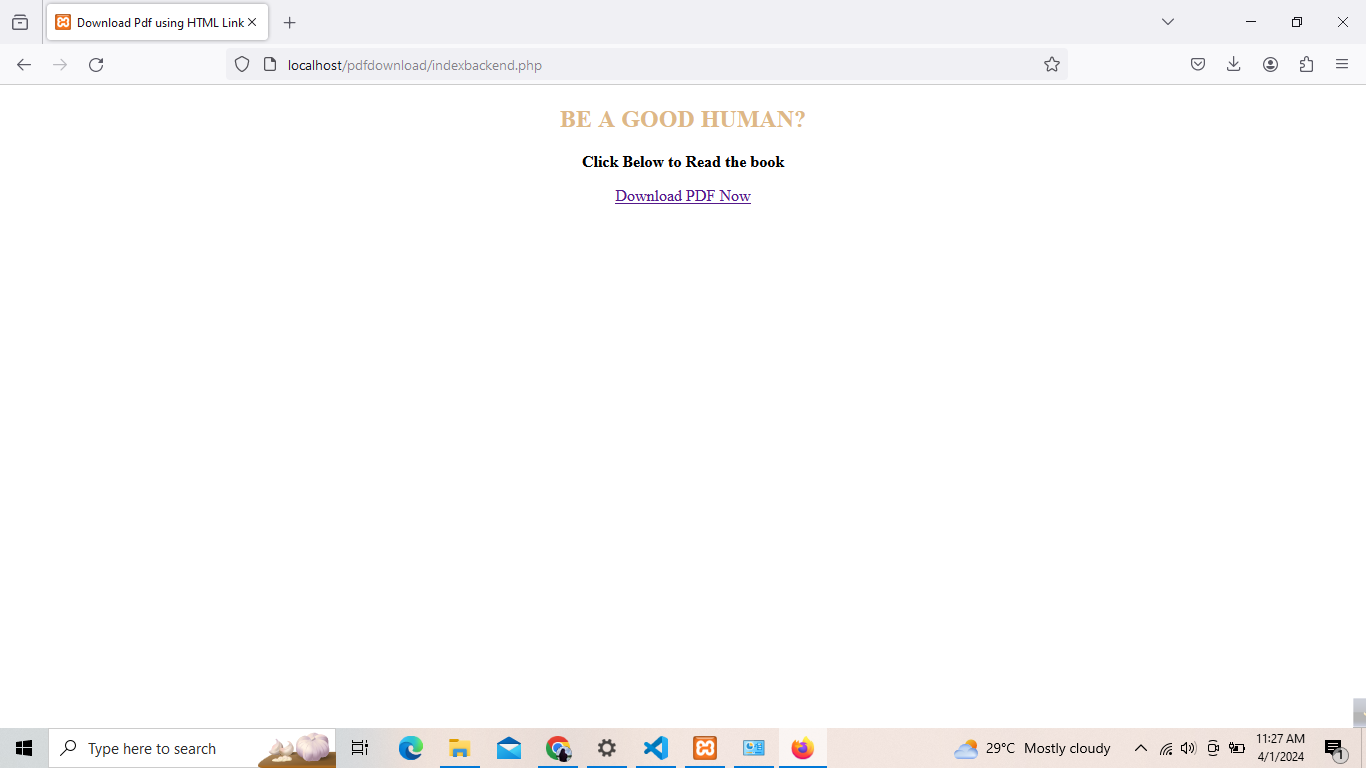 Download Pdf using HTML Link
localhost/pdfdownload/indexbackend.php
BE A GOOD HUMAN?
Click Below to Read the book
Download PDF Now
Type here to search
29°C Mostly cloudy
11:27 AM
4/1/2024
1